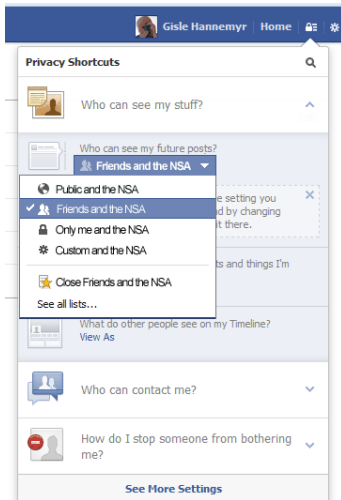 Gisle Hannemyr Home
Privacy Shortcuts
Who can see my stuff?
Who can see my future posts?
Friends and the NSA
Public and the NSA
Friends and the NSA
Only me and the NSA
Custom and the NSA
Close Friends and the NSA
See all lists...
e setting you
d by changing
it there.
ts and things I'm
What do other people see on my Timeline?
View As
Who can contact me?
How do I stop someone from bothering
me?
See More Settings